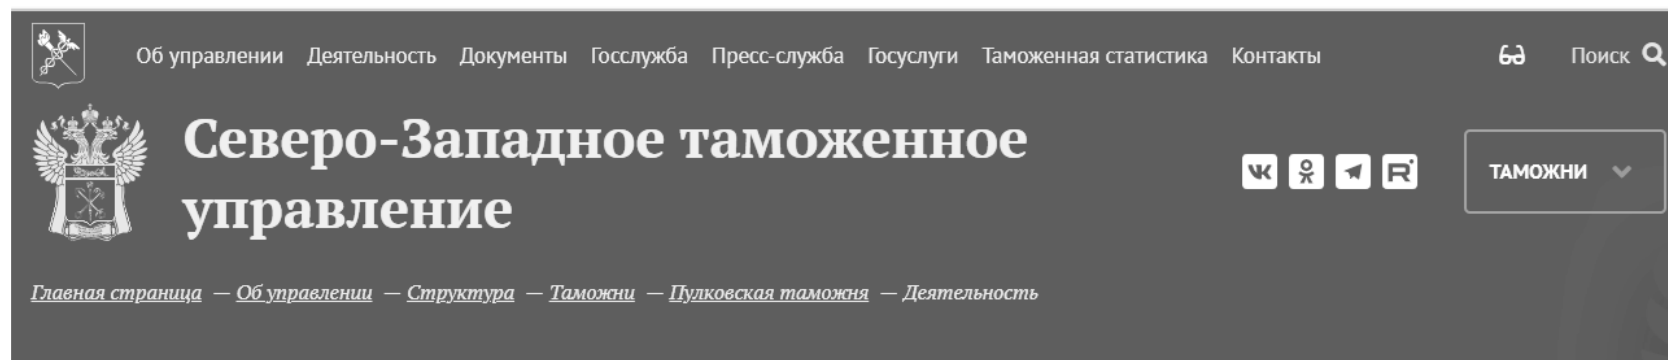 Об управлении Деятельность Документы Госслужба Пресс-служба Госуслуги Таможенная статистика Контакты Поиск
Северо-Западное таможенное
управление
ТАМОЖНИ
Главная страница — Об управлении — Структура — Таможни — Пулковская таможня — Деятельность